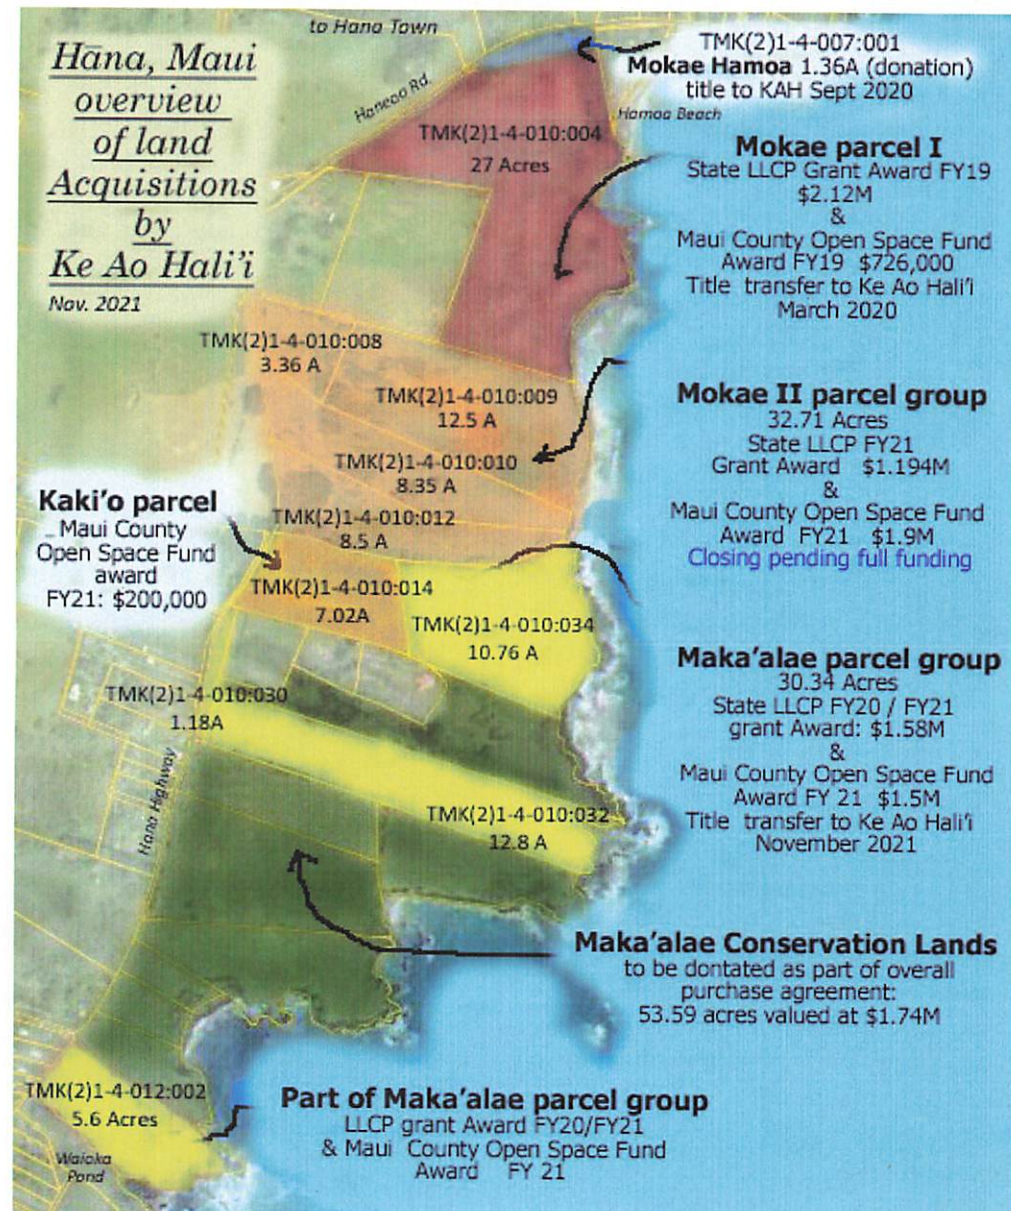 Hāna, Maui
overview
of land
Acquisitions
by
Ke Ao Hali'i
Nov. 2021
to Hana Town
Haneoo Rd.
Hamoa Beach
TMK(2)1-4-007:001
Mokae Hamoa 1.36A (donation)
title to KAH Sept 2020
TMK(2)1-4-010:004
27 Acres
Mokae parcel I
State LLCP Grant Award FY19
$2.12M
&
Maui County Open Space Fund
Award FY19 $726,000
Title transfer to Ke Ao Hali'i
March 2020
TMK(2)1-4-010:008
3.36 A
TMK(2)1-4-010:009
12.5 A
TMK(2)1-4-010:010
8.35 A
TMK(2)1-4-010:012
8.5 A
Mokae II parcel group
32.71 Acres
State LLCP FY21
Grant Award $1.194M
&
Maui County Open Space Fund
Award FY21 $1.9M
Closing pending full funding
Kaki'o parcel
Maui County
Open Space Fund
award
FY21: $200,000
TMK(2)1-4-010:014
7.02A
TMK(2)1-4-010:034
10.76 A
TMK(2)1-4-010:030
1.18A
Hana Highway
TMK(2)1-4-010:032
12.8 A
Maka'alae parcel group
30.34 Acres
State LLCP FY20 / FY21
grant Award: $1.58M
&
Maui County Open Space Fund
Award FY 21 $1.5M
Title transfer to Ke Ao Hali'i
November 2021
Maka'alae Conservation Lands
to be dontated as part of overall
purchase agreement:
53.59 acres valued at $1.74M
TMK(2)1-4-012:002
5.6 Acres
Waioka
Pond
Part of Maka'alae parcel group
LLCP grant Award FY20/FY21
& Maui County Open Space Fund
Award FY 21